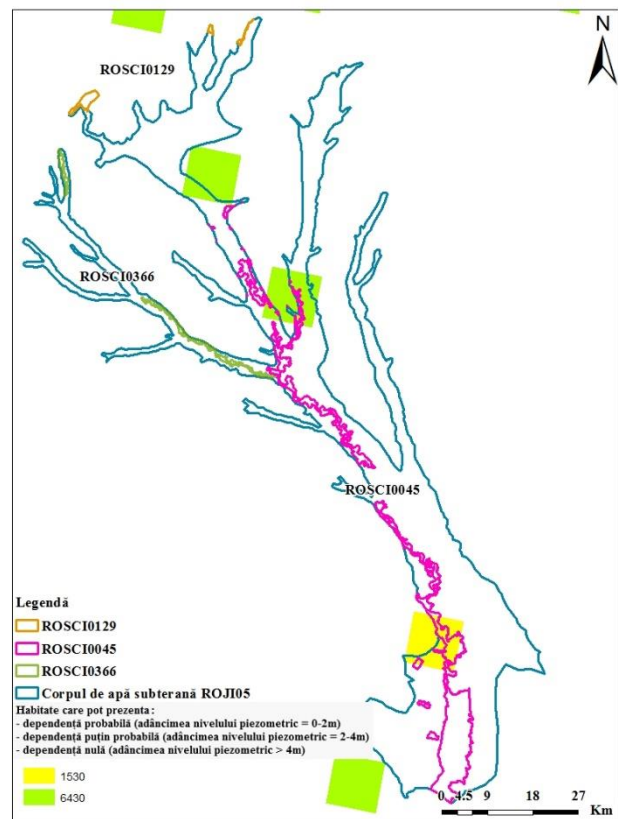 N
ROSCI0129
ROSCI0366
ROSCI0045
Legendă
ROSCI0129
ROSCI0045
ROSCI0366
Corpul de apă subterană ROJI05
Habitate care pot prezenta:
- dependență probabilă (adâncimea nivelului piezometric = 0-2m)
- dependență puțin probabilă (adâncimea nivelului piezometric = 2-4m)
- dependență nulă (adâncimea nivelului piezometric > 4m)
1530
6430
0 4.5 9 18 27
Km